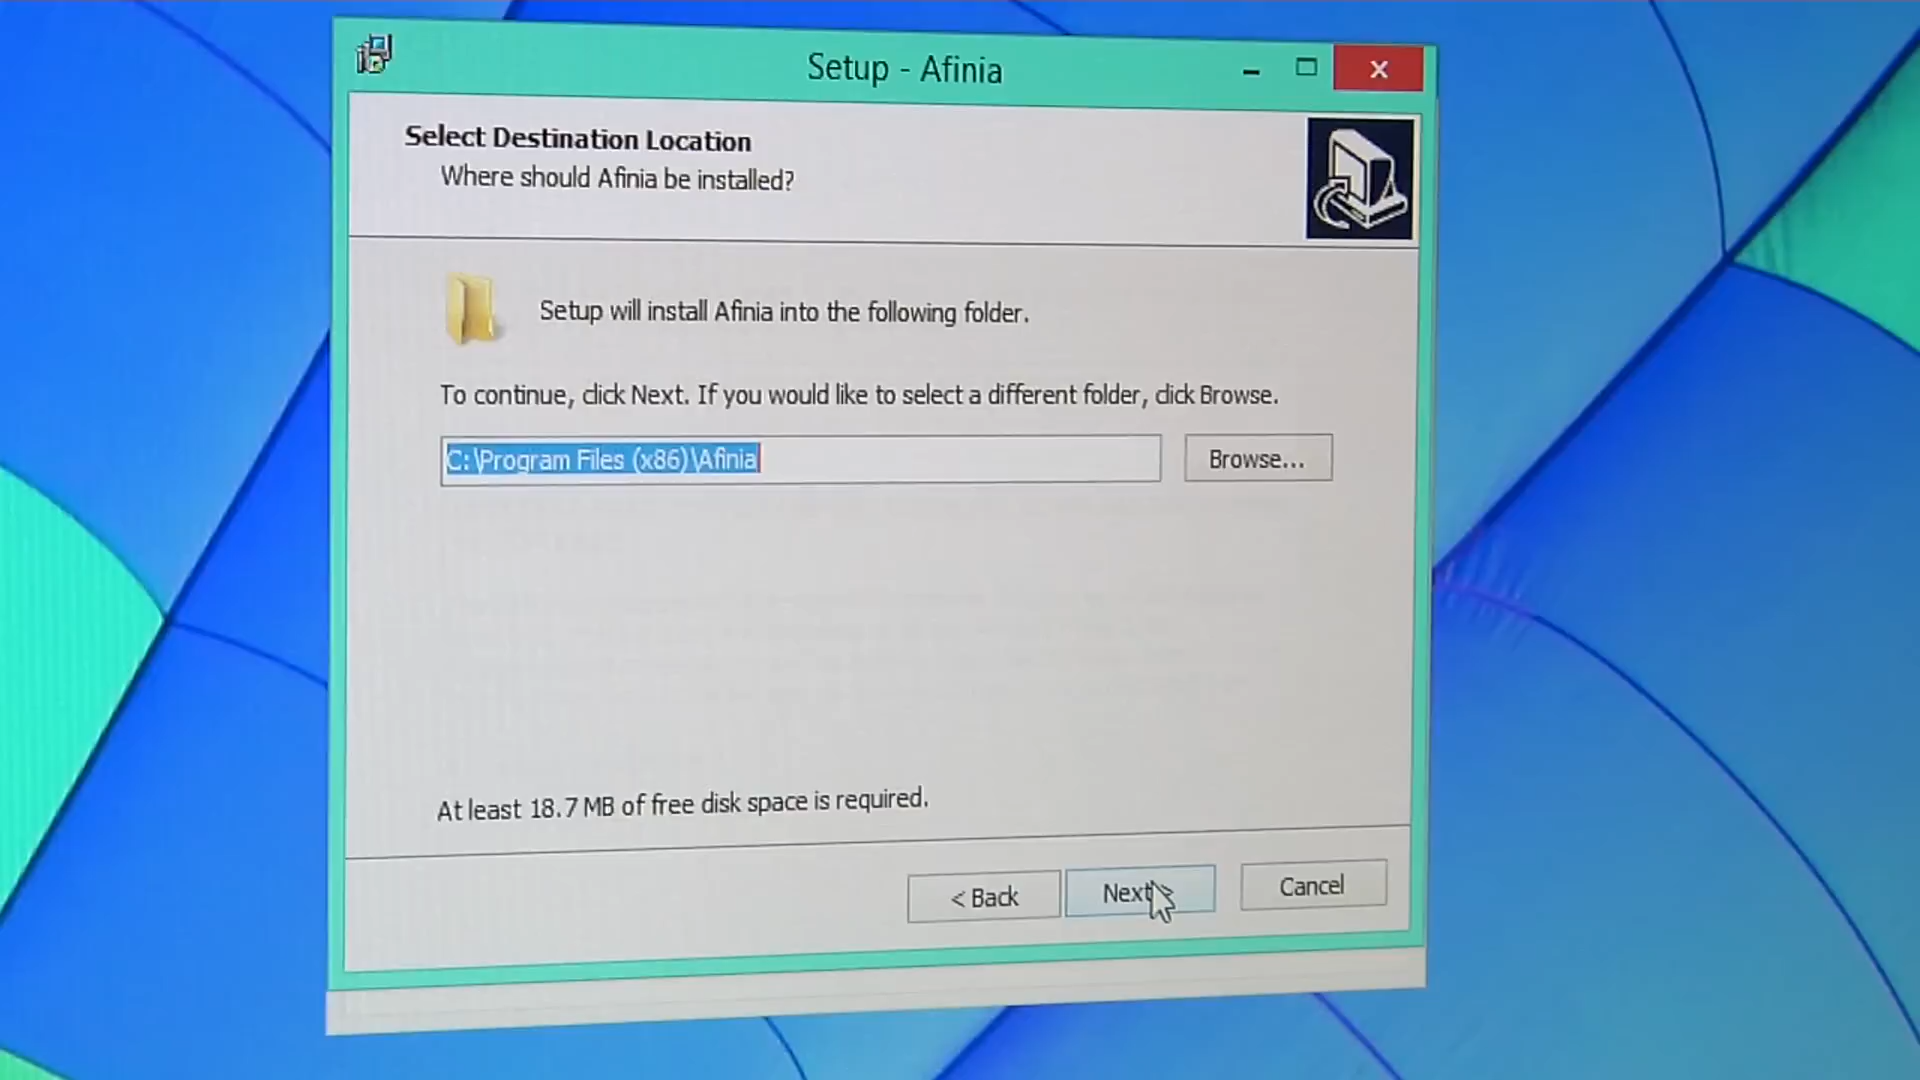 Setup - Afinia
Select Destination Location
Where should Afinia be installed?
Setup will install Afinia into the following folder.
To continue, click Next. If you would like to select a different folder, click Browse.
C:\Program Files (x86)\Afinia
Browse...
At least 18.7 MB of free disk space is required.
< Back
Next
Cancel